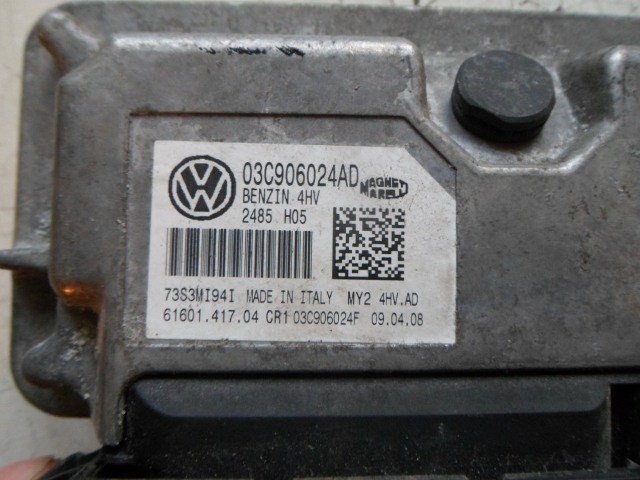 03C906024AD
MAGNETI MARELLI
BENZIN 4HV
2485 H05
73S3MI94I MADE IN ITALY MY2 4HV.AD
61601.417.04 CR1 03C906024F 09.04.08